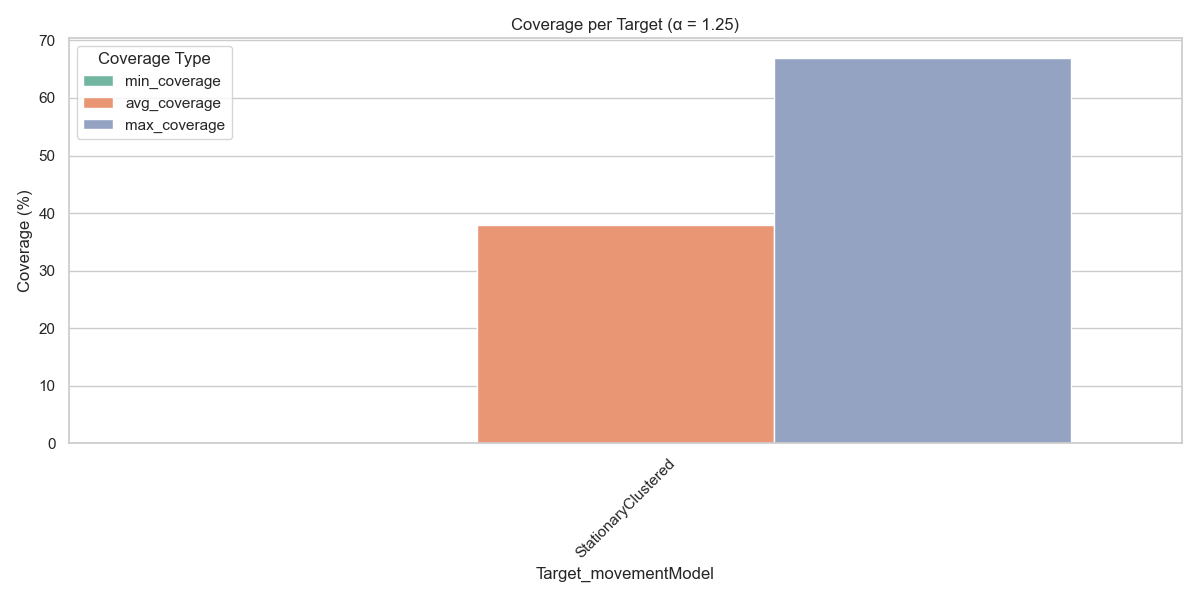 Coverage per Target (α = 1.25)
Coverage Type
min_coverage
avg_coverage
max_coverage
Coverage (%)
70
60
50
40
30
20
10
0
StationaryClustered
Target_movementModel